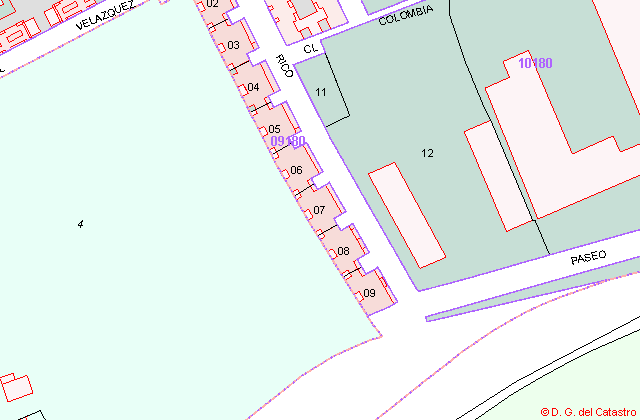 02
VELAZQUEZ
COLOMBIA
03
CL
RICO
10180
04
11
05
09180
12
06
07
4
08
PASEO
09
© D. G. del Catastro